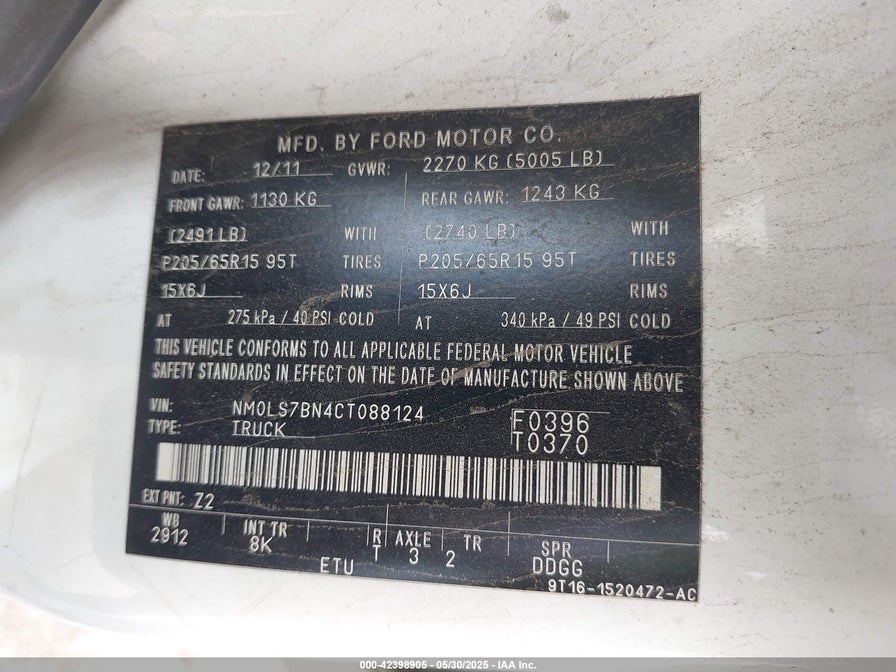 MFD. BY FORD MOTOR CO.
DATE: 12/11 GVWR: 2270 KG (5005 LB)
FRONT GAWR: 1130 KG REAR GAWR: 1243 KG
(2491 LB) WITH (2740 LB) WITH
P205/65R15 95T TIRES P205/65R15 95T TIRES
15X6J RIMS 15X6J RIMS
AT 275 kPa / 40 PSI COLD AT 340 kPa / 49 PSI COLD
THIS VEHICLE CONFORMS TO ALL APPLICABLE FEDERAL MOTOR VEHICLE
SAFETY STANDARDS IN EFFECT ON THE DATE OF MANUFACTURE SHOWN ABOVE
VIN: NM0LS7BN4CT088124 F0396
TYPE: TRUCK T0370
EXT PNT: Z2
WB INT TR R AXLE TR SPR
2912 8K T 3 2 DDGG
ETU
9T16-1520472-AC
000-42398905 - 05/30/2025 - IAA Inc.